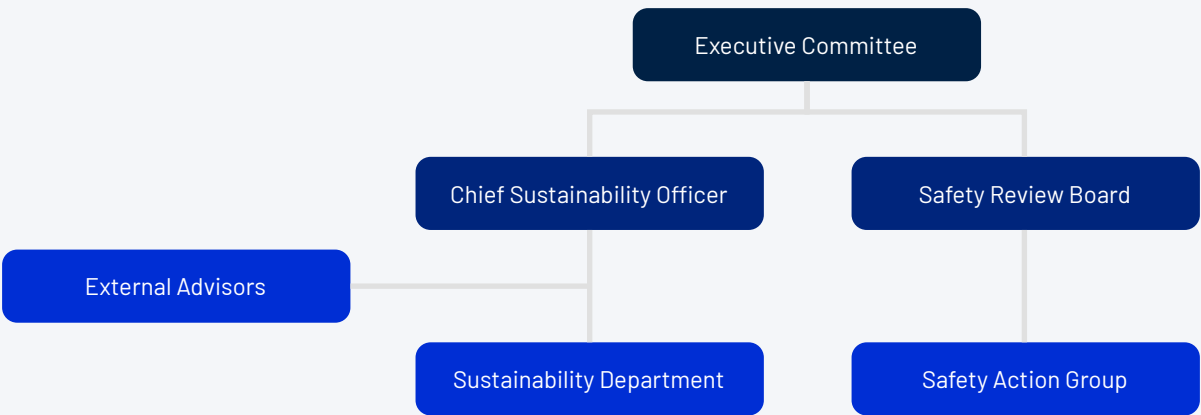 Executive Committee
Chief Sustainability Officer
Safety Review Board
External Advisors
Sustainability Department
Safety Action Group